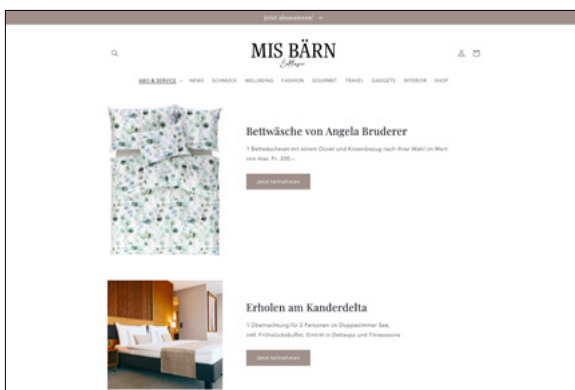 Jetzt abonnieren! →
MIS BÄRN
Exklusiv
ABO & SERVICE NEWS SCHMUCK WELLBEING FASHION GOURMET TRAVEL GADGETS INTERIOR SHOP
Bettwäsche von Angela Bruderer
1 Bettwäscheset mit einem Duvet und Kissenbezug nach Ihrer Wahl im Wert
von max. Fr. 200.–.
Jetzt teilnehmen
Erholen am Kanderdelta
1 Übernachtung für 2 Personen im Doppelzimmer See,
inkl. Frühstücksbuffet, Eintritt in Deltaspa und Fitnesszone
Jetzt teilnehmen